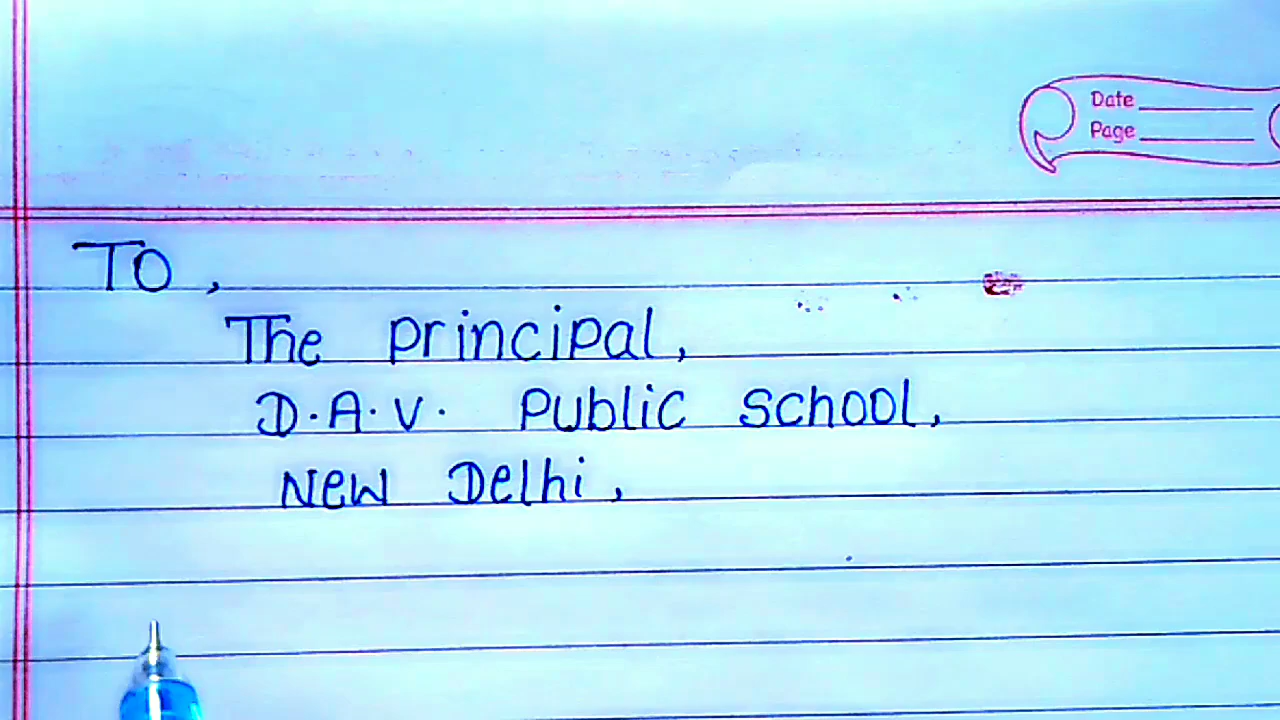 Date
Page
TO,
The principal,
D.A.V. Public School,
New Delhi,